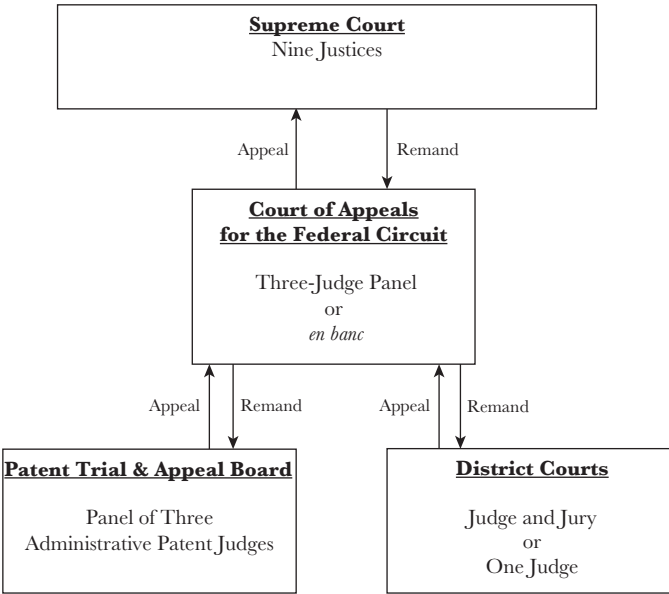 Supreme Court
Nine Justices
Appeal
Remand
Court of Appeals
for the Federal Circuit
Three-Judge Panel
or
en banc
Appeal
Remand
Appeal
Remand
Patent Trial & Appeal Board
Panel of Three
Administrative Patent Judges
District Courts
Judge and Jury
or
One Judge